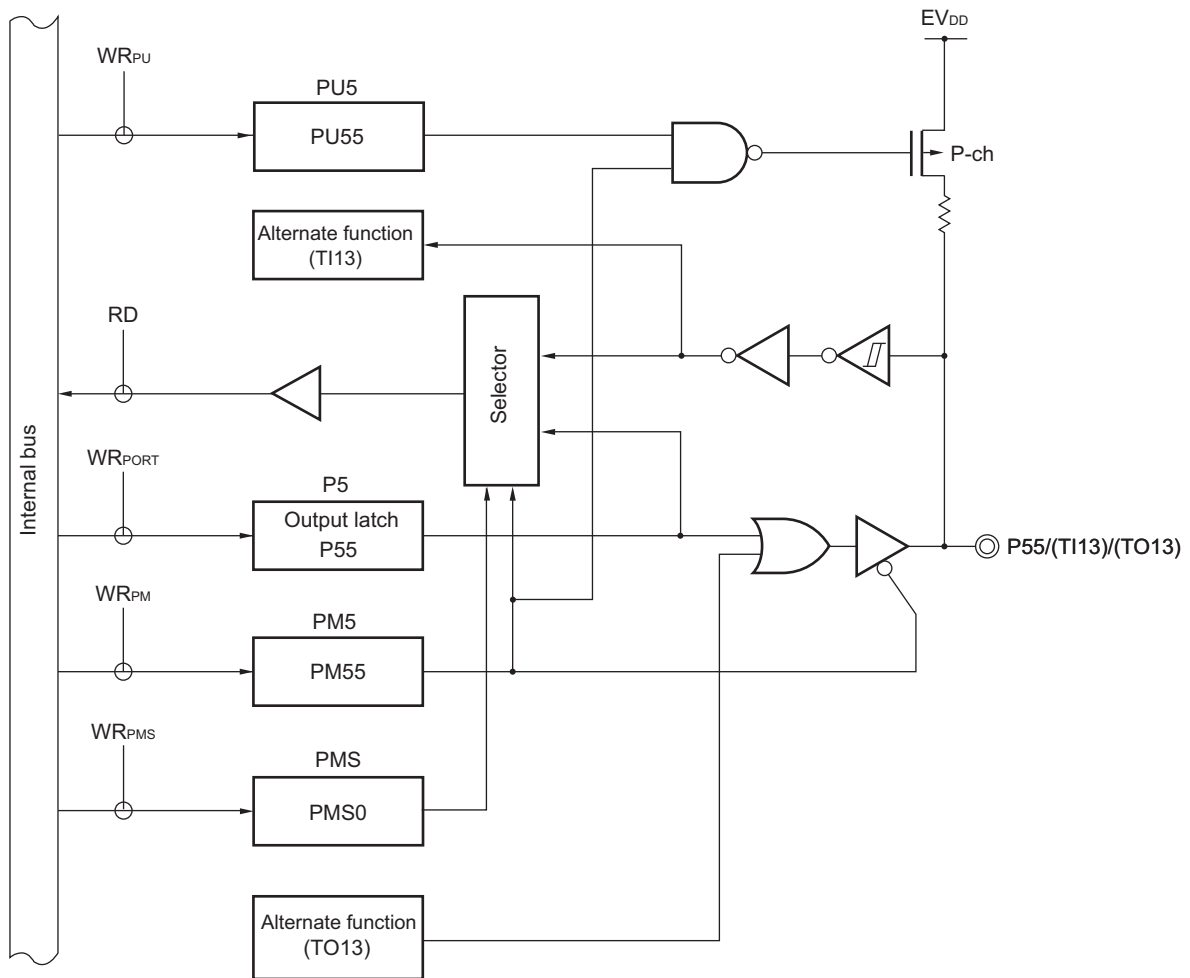 EVDD
WRPU
PU5
PU55
P-ch
Alternate function
(TI13)
RD
Selector
Internal bus
WRPORT
P5
Output latch
P55
P55/(TI13)/(TO13)
WRPM
PM5
PM55
WRPMS
PMS
PMS0
Alternate function
(TO13)